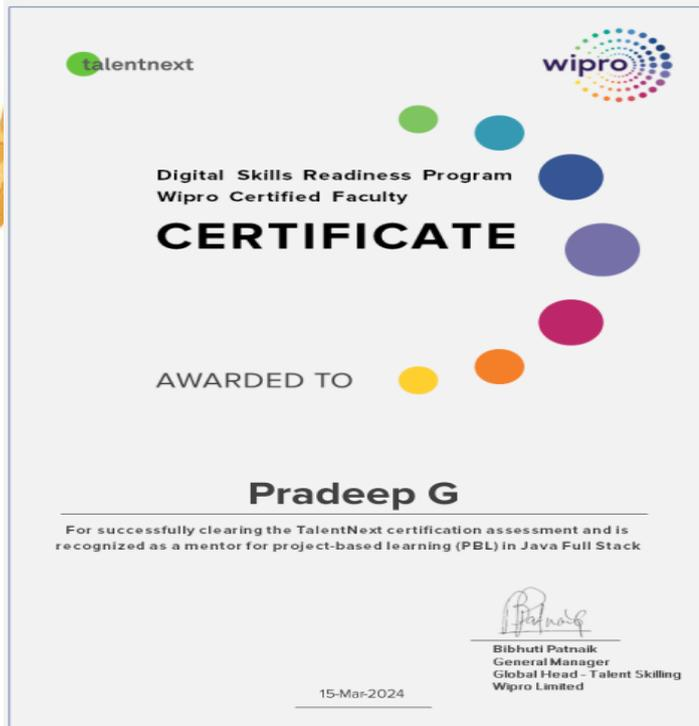 talentnext
wipro
Digital Skills Readiness Program
Wipro Certified Faculty
CERTIFICATE
AWARDED TO
Pradeep G
For successfully clearing the TalentNext certification assessment and is
recognized as a mentor for project-based learning (PBL) in Java Full Stack
BPatnaik
Bibhuti Patnaik
General Manager
Global Head - Talent Skilling
Wipro Limited
15-Mar-2024